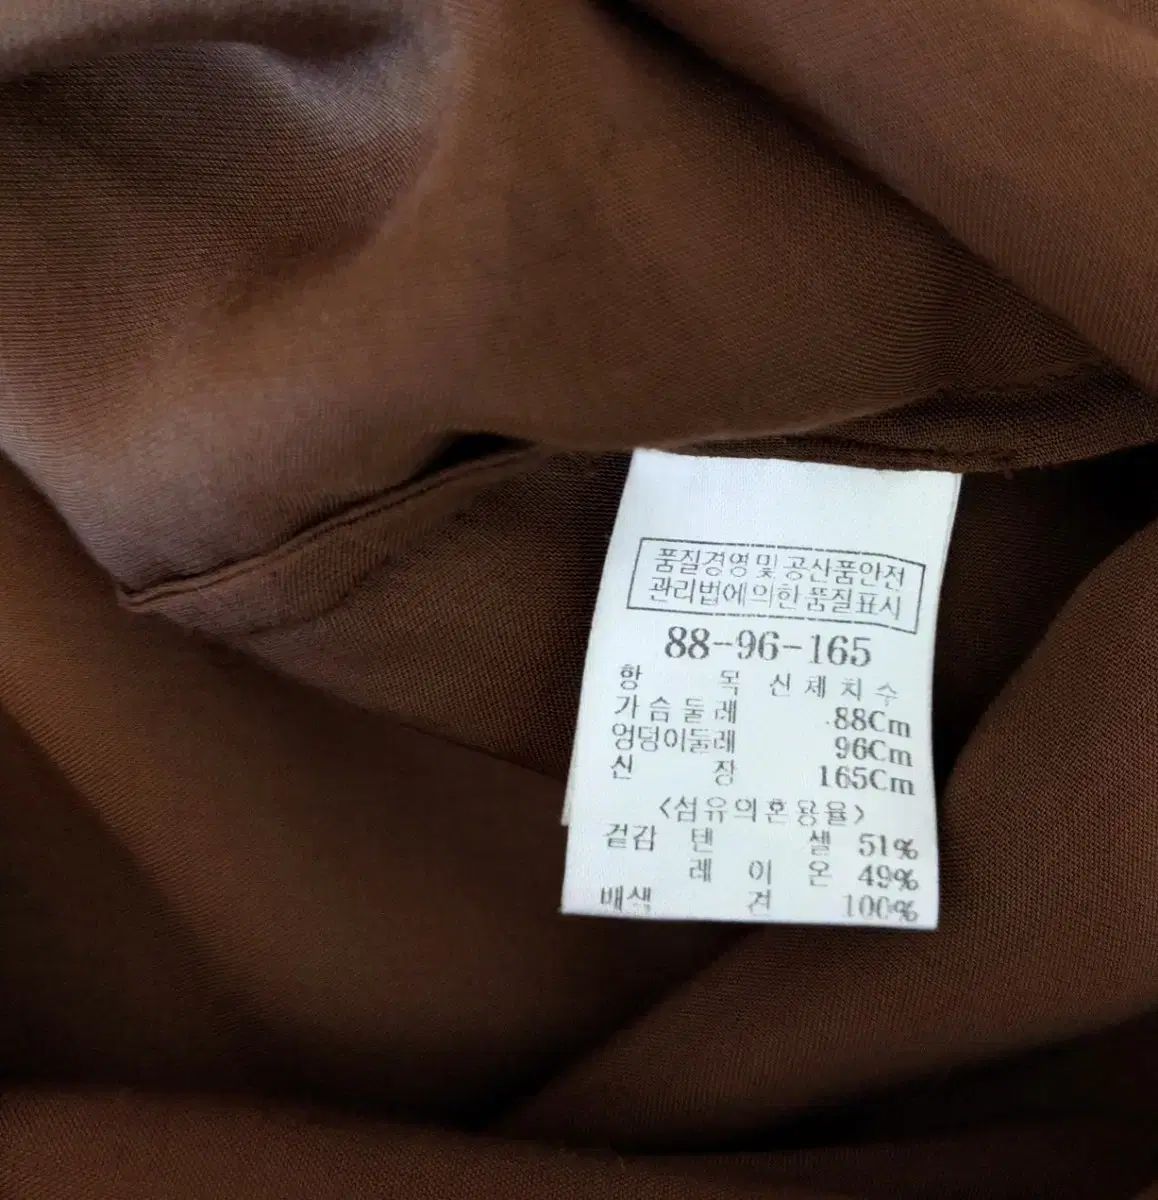 품질경영및공산품안전
관리법에의한품질표시
88-96-165
항 목 신체치수
가슴둘레 88Cm
엉덩이둘레 96Cm
신 장 165Cm
<섬유의혼용율>
겉감 텐 셀 51%
레 이 온 49%
배색 견 100%